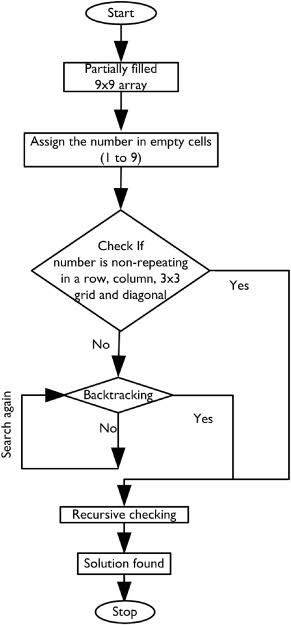 Start
Partially filled
9x9 array
Assign the number in empty cells
(1 to 9)
Check If
number is non-repeating
in a row, column, 3x3
grid and diagonal
Yes
No
Backtracking
Yes
No
Search again
Recursive checking
Solution found
Stop